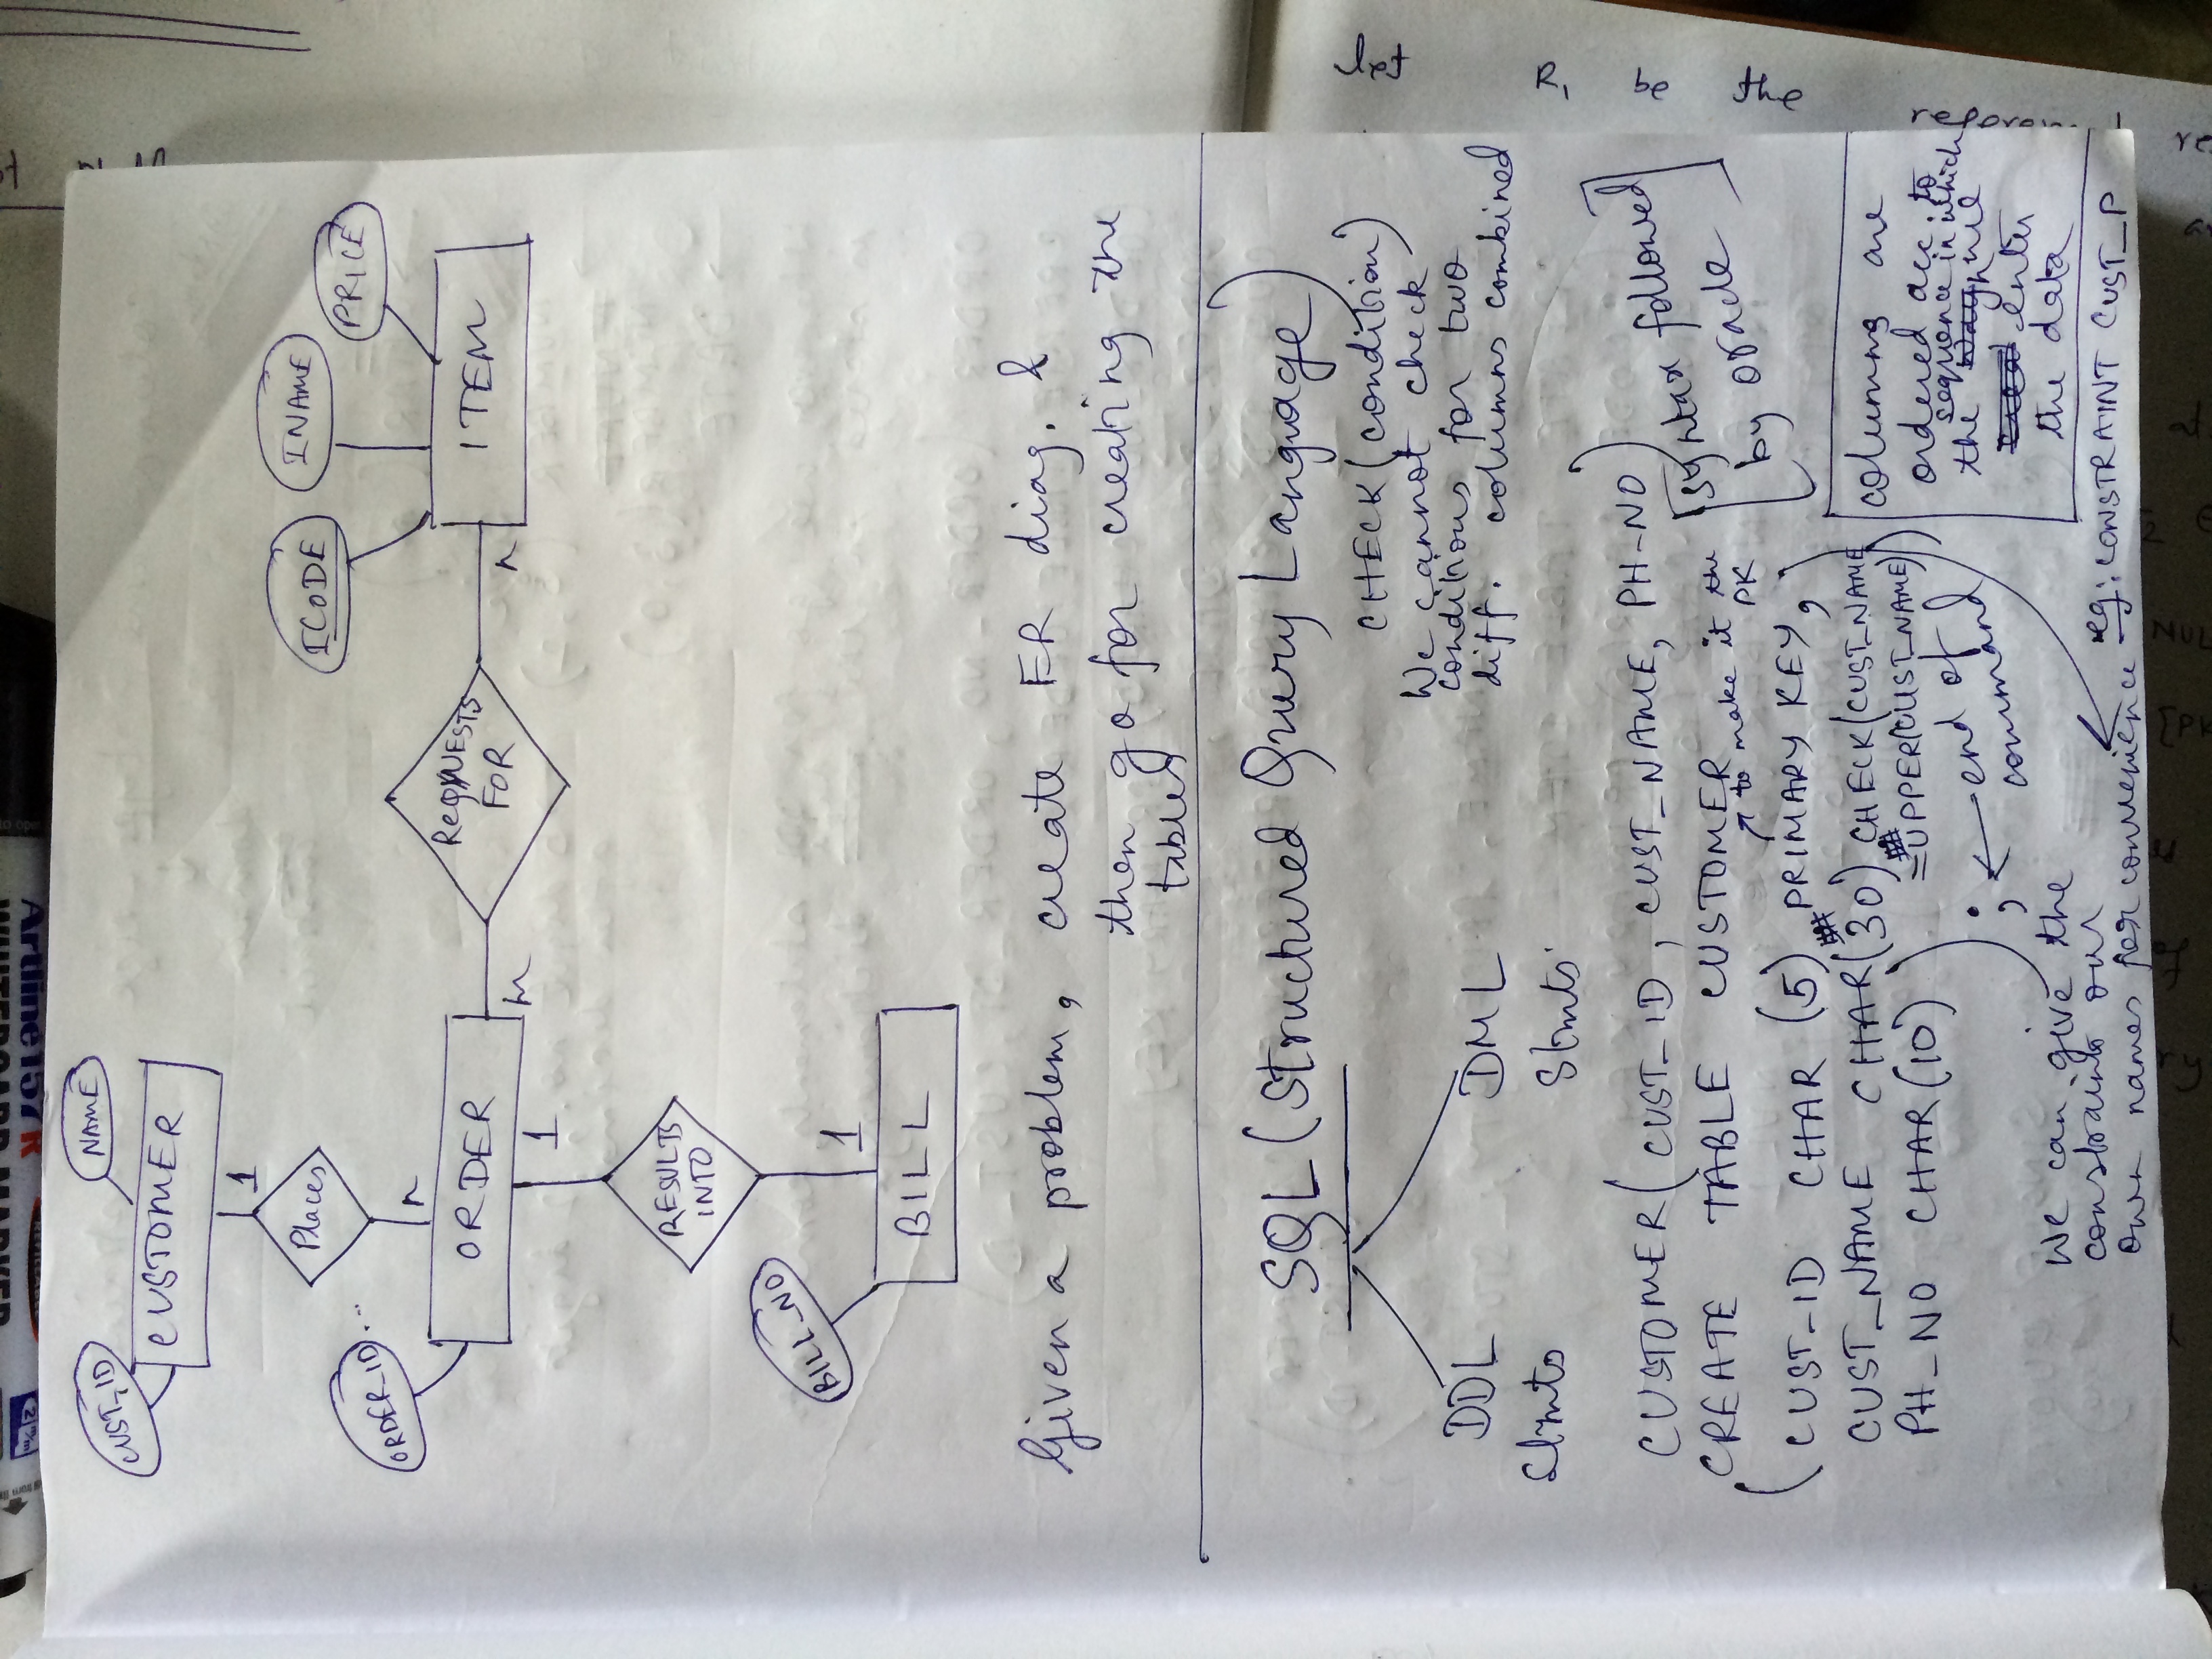 WHITEBOARD MARKER
Artline 157R
CUST_ID
NAME
CUSTOMER
1
Places
ORDER_ID ...
n
ICODE
INAME
PRICE
ORDER
m
REQUESTS
FOR
n
ITEM
1
RESULTS
INTO
BILL_NO
1
BILL
Given a problem, create ER diag. &
then go for creating the
tables
SQL (Structured Query Language)
DDL
Stmts
DML
Stmts
CHECK (condition)
We cannot check
conditions for two
diff. columns combined
CUSTOMER (CUST_ID, CUST_NAME, PH-NO)
CREATE TABLE CUSTOMER
to make it the
PK
[syntax followed
by oracle]
(CUST-ID CHAR (5) PRIMARY KEY,
CUST_NAME CHAR(30) CHECK(CUST_NAME
=UPPER(CUST_NAME))
PH_NO CHAR(10) )
;
end of
command
columns are
ordered acc. to
the sequence in which we
enter
the data
We can give the
constraints our
own names for convenience
eg: CONSTRAINT CUST_P
Let R, be the